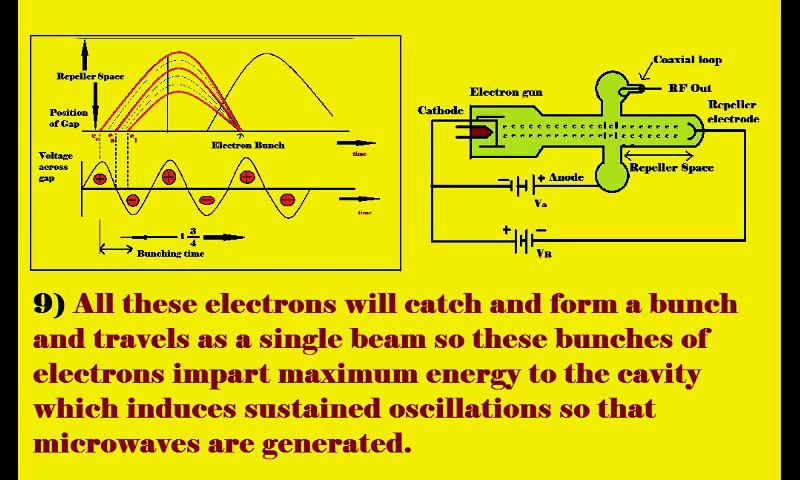 Repeller Space
Position
of Gap
Electron Bunch
time
Voltage
across
gap
time
1 3/4
Bunching time
Coaxial loop
RF Out
Electron gun
Cathode
Repeller
electrode
Repeller Space
Anode
Va
VR
9) All these electrons will catch and form a bunch
and travels as a single beam so these bunches of
electrons impart maximum energy to the cavity
which induces sustained oscillations so that
microwaves are generated.